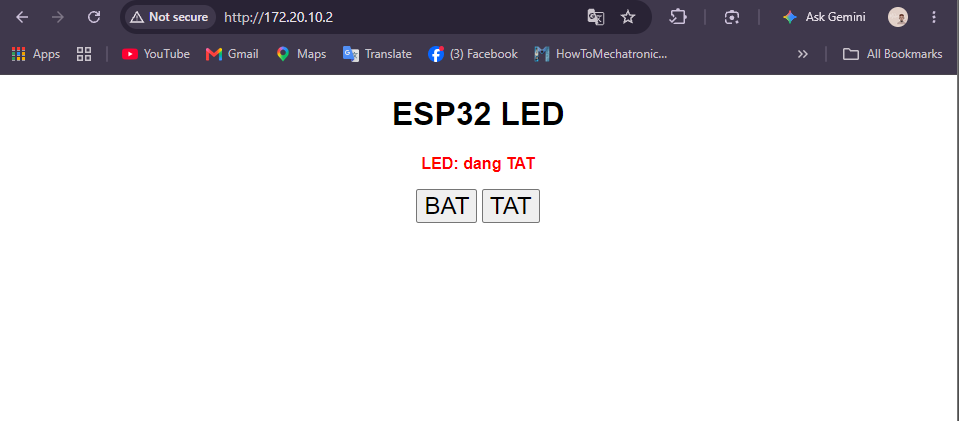 Not secure http://172.20.10.2 Ask Gemini
Apps YouTube Gmail Maps Translate (3) Facebook HowToMechatronic... All Bookmarks
ESP32 LED
LED: dang TAT
BAT TAT